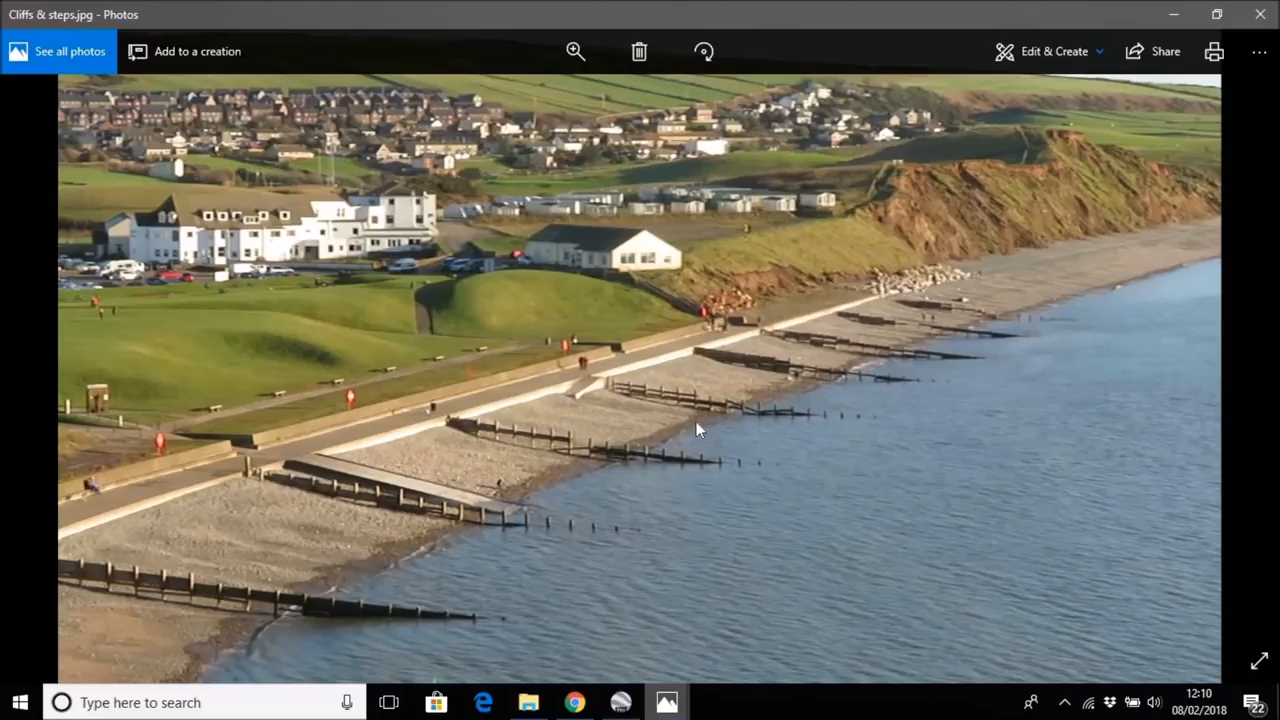 Cliffs & steps.jpg - Photos
See all photos
Add to a creation
Edit & Create
Share
Type here to search
12:10
08/02/2018
22